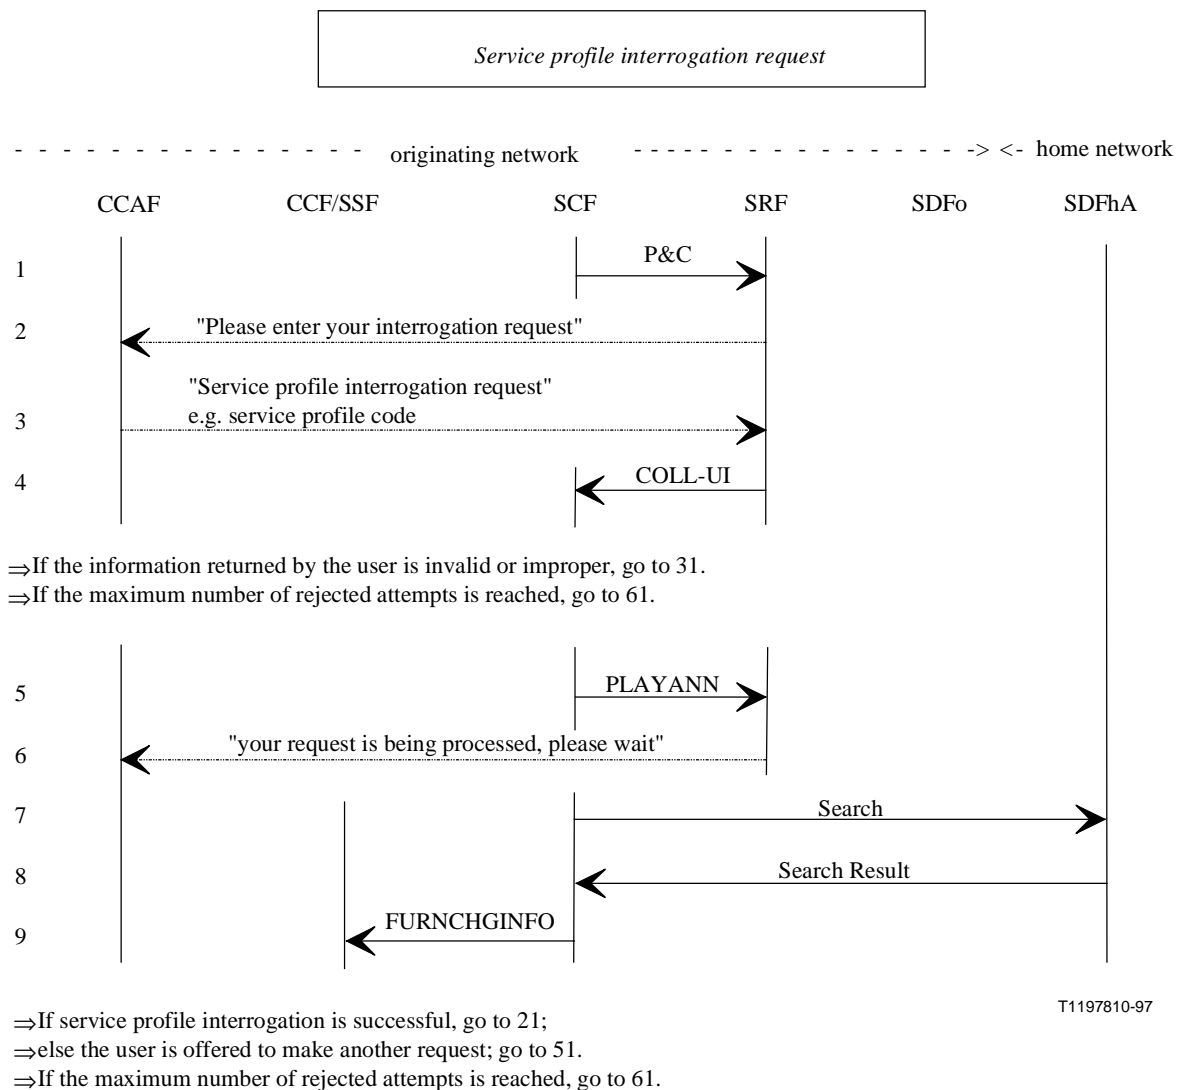 Service profile interrogation request
- - - - - - - - - - - - - - - originating network - - - - - - - - - - - - - - - - -> <- home network
CCAF CCF/SSF SCF SRF SDFo SDFhA
1 P&C
2 "Please enter your interrogation request"
"Service profile interrogation request"
3 e.g. service profile code
4 COLL-UI
⇒If the information returned by the user is invalid or improper, go to 31.
⇒If the maximum number of rejected attempts is reached, go to 61.
5 PLAYANN
6 "your request is being processed, please wait"
7 Search
8 Search Result
9 FURNCHGINFO
T1197810-97
⇒If service profile interrogation is successful, go to 21;
⇒else the user is offered to make another request; go to 51.
⇒If the maximum number of rejected attempts is reached, go to 61.